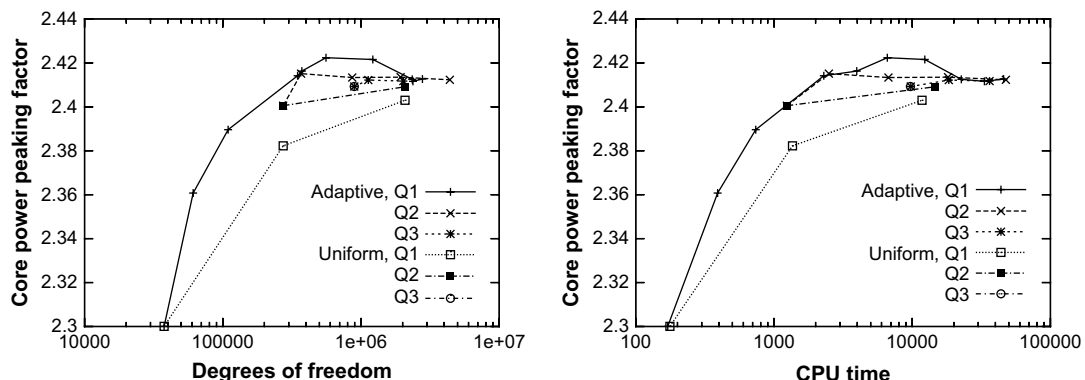 Core power peaking factor
2.44
2.42
2.4
2.38
2.36
2.34
2.32
2.3
10000
100000
1e+06
1e+07
Degrees of freedom
Adaptive, Q1
Q2
Q3
Uniform, Q1
Q2
Q3
Core power peaking factor
2.44
2.42
2.4
2.38
2.36
2.34
2.32
2.3
100
1000
10000
100000
CPU time
Adaptive, Q1
Q2
Q3
Uniform, Q1
Q2
Q3